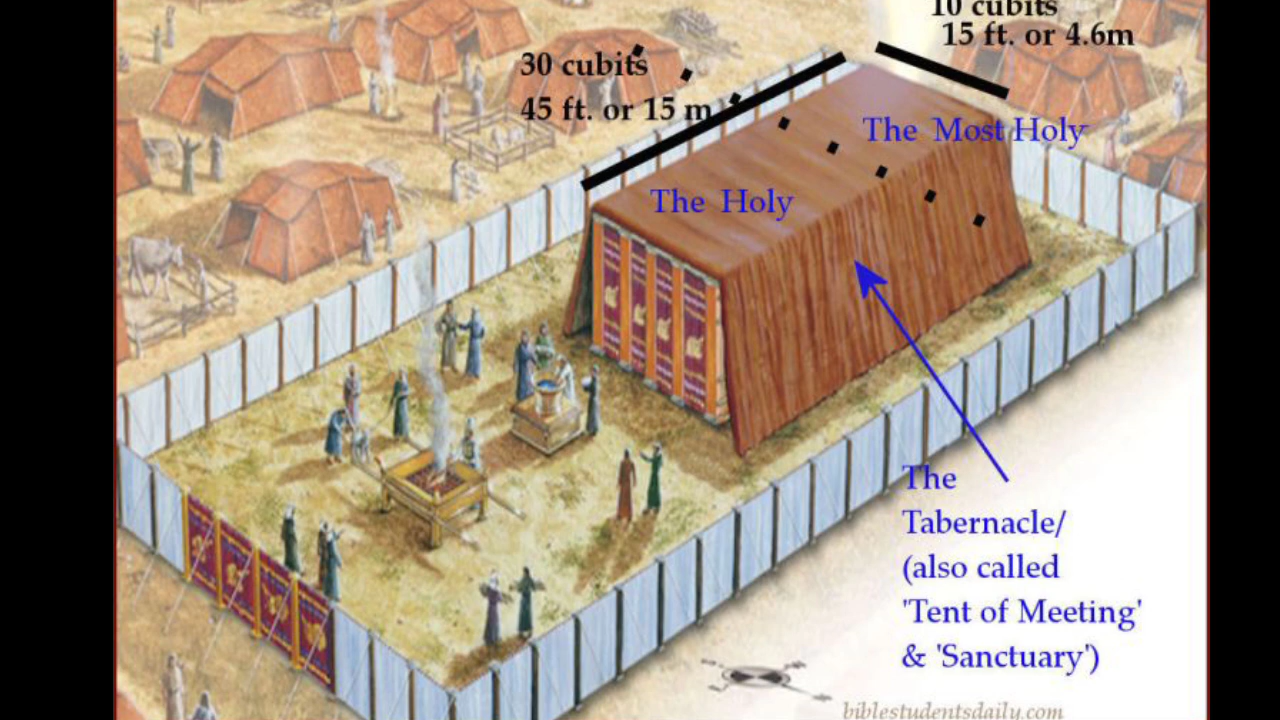 10 cubits
15 ft. or 4.6m
30 cubits
45 ft. or 15 m
The Most Holy
The Holy
The
Tabernacle/
(also called
'Tent of Meeting'
& 'Sanctuary')
biblestudentsdaily.com